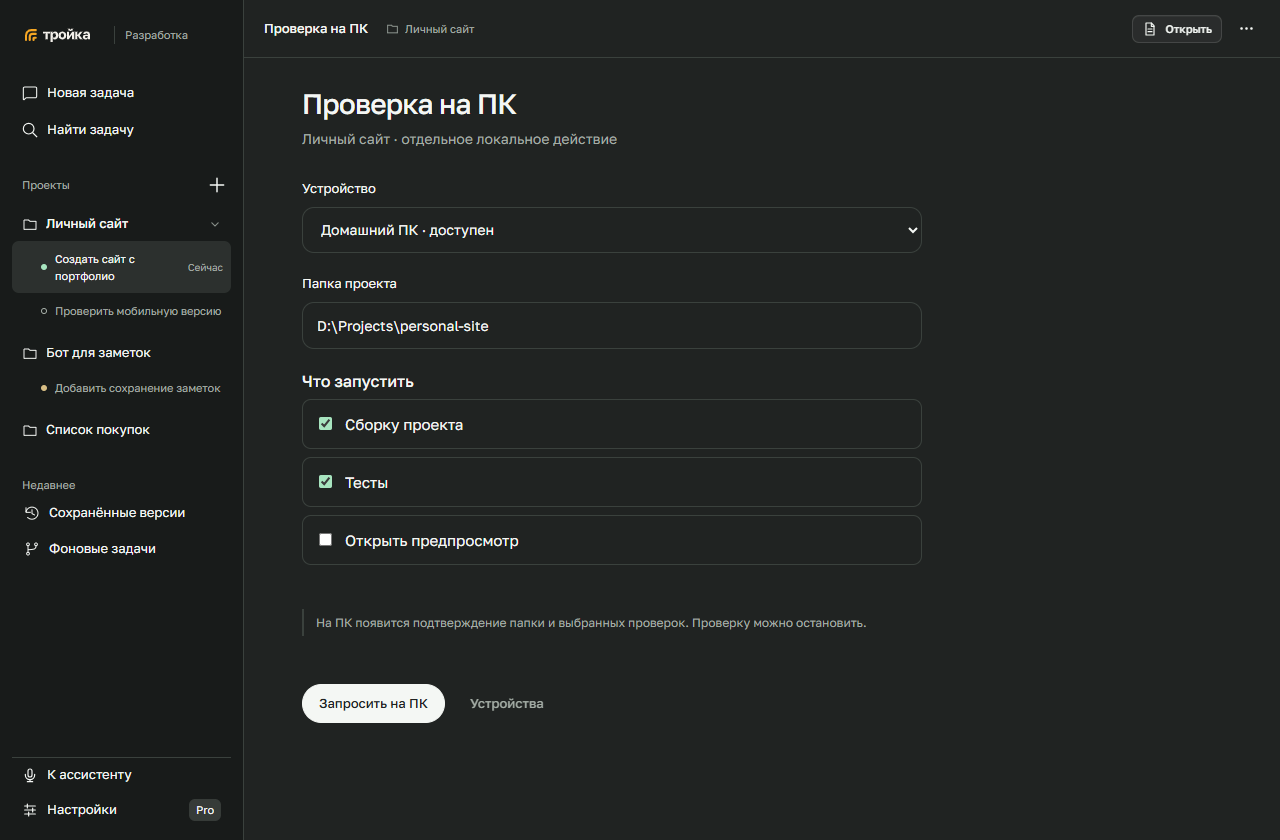 тройка
Разработка
Новая задача
Найти задачу
Проекты
Личный сайт
Создать сайт с
портфолио
Сейчас
Проверить мобильную версию
Бот для заметок
Добавить сохранение заметок
Список покупок
Недавнее
Сохранённые версии
Фоновые задачи
К ассистенту
Настройки
Pro
Проверка на ПК
Личный сайт
Открыть
Проверка на ПК
Личный сайт · отдельное локальное действие
Устройство
Домашний ПК · доступен
Папка проекта
D:\Projects\personal-site
Что запустить
Сборку проекта
Тесты
Открыть предпросмотр
На ПК появится подтверждение папки и выбранных проверок. Проверку можно остановить.
Запросить на ПК
Устройства